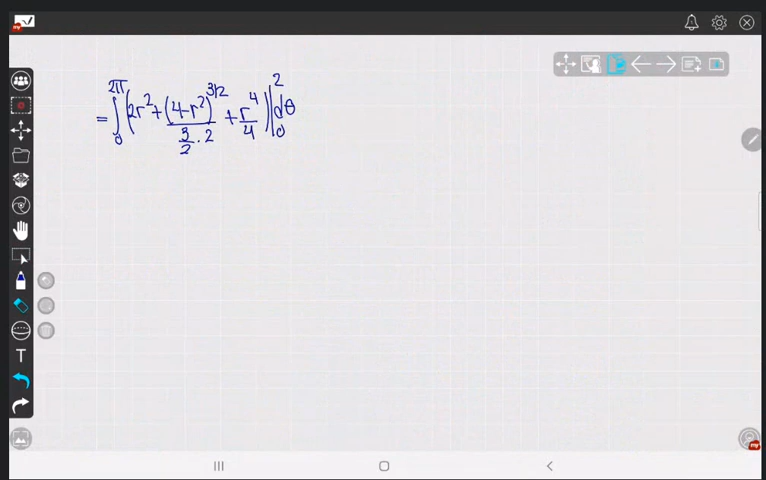 = ∫₀^{2π} (2r² + (4-r²)^{3/2} / (3/2 · 2) + r⁴/4) |₀² dθ